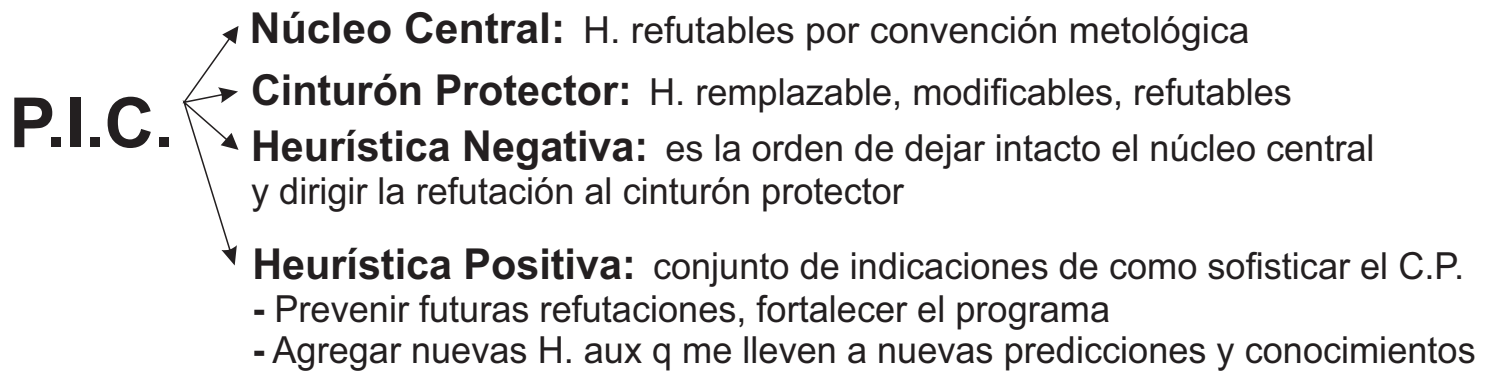 P.I.C.
Núcleo Central: H. refutables por convención metológica
Cinturón Protector: H. remplazable, modificables, refutables
Heurística Negativa: es la orden de dejar intacto el núcleo central
y dirigir la refutación al cinturón protector
Heurística Positiva: conjunto de indicaciones de como sofisticar el C.P.
- Prevenir futuras refutaciones, fortalecer el programa
- Agregar nuevas H. aux q me lleven a nuevas predicciones y conocimientos